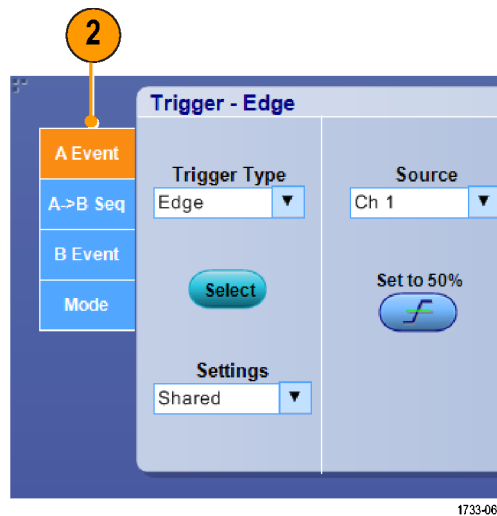 2
Trigger - Edge
A Event
A->B Seq
B Event
Mode
Trigger Type
Edge
Select
Settings
Shared
Source
Ch 1
Set to 50%
1733-06